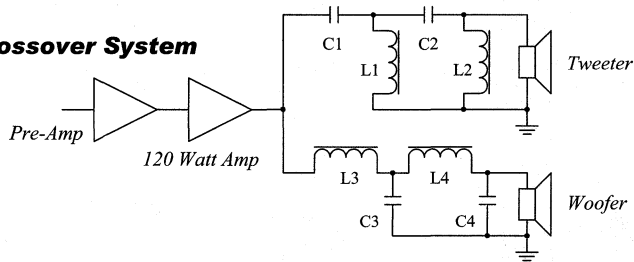 ossover System
C1
C2
L1
L2
Tweeter
Pre-Amp
120 Watt Amp
L3
L4
C3
C4
Woofer